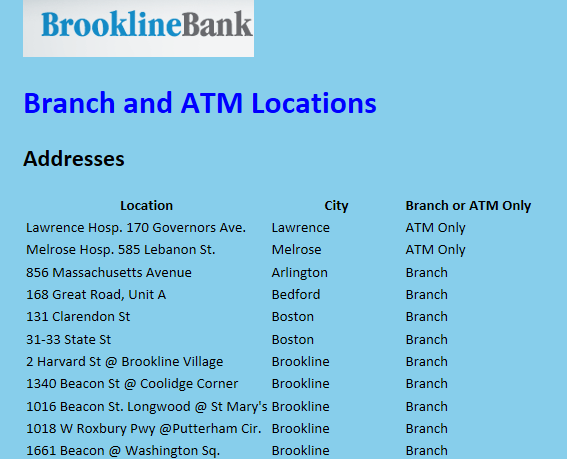 BrooklineBank
Branch and ATM Locations
Addresses
Location City Branch or ATM Only
Lawrence Hosp. 170 Governors Ave. Lawrence ATM Only
Melrose Hosp. 585 Lebanon St. Melrose ATM Only
856 Massachusetts Avenue Arlington Branch
168 Great Road, Unit A Bedford Branch
131 Clarendon St Boston Branch
31-33 State St Boston Branch
2 Harvard St @ Brookline Village Brookline Branch
1340 Beacon St @ Coolidge Corner Brookline Branch
1016 Beacon St. Longwood @ St Mary's Brookline Branch
1018 W Roxbury Pwy @Putterham Cir. Brookline Branch
1661 Beacon @ Washington Sq. Brookline Branch